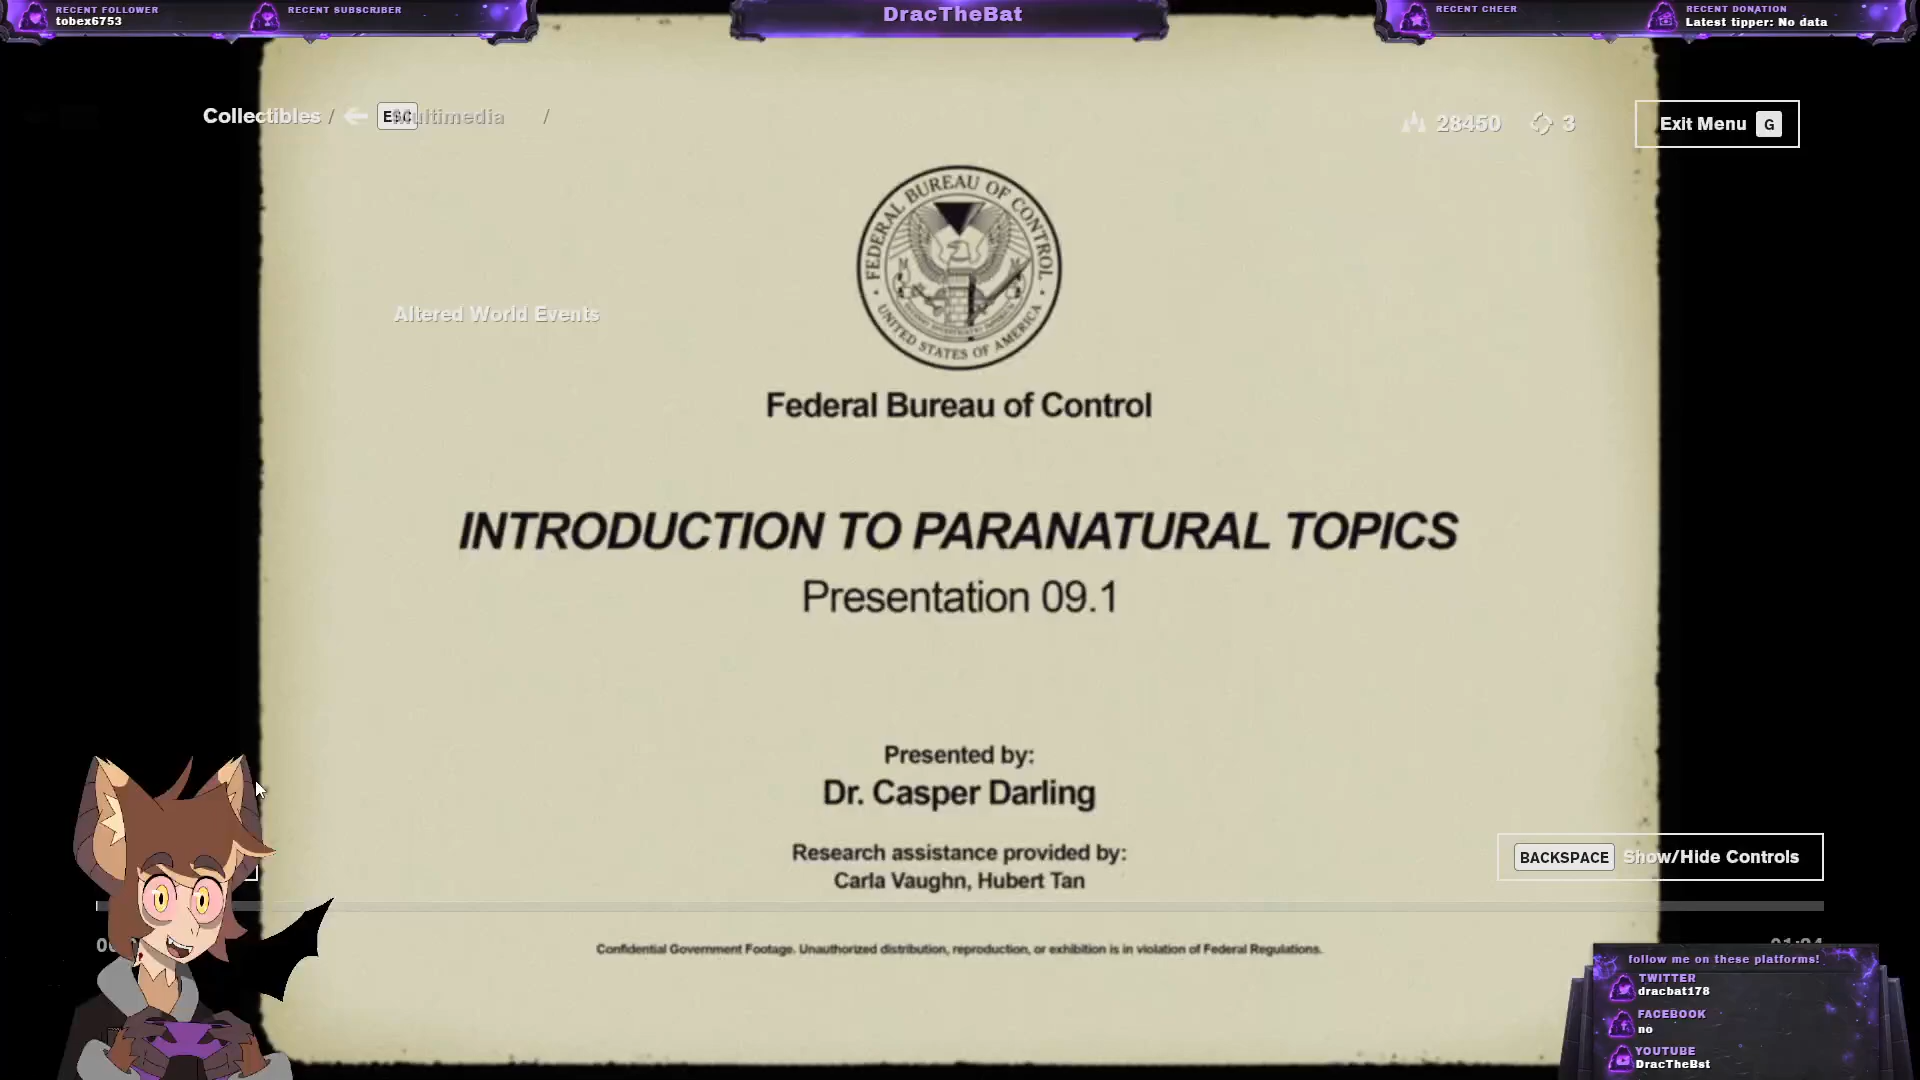 RECENT FOLLOWER
tobex6753
RECENT SUBSCRIBER
DracTheBat
RECENT CHEER
RECENT DONATION
Latest tipper: No data
Collectibles /
ESC
Multimedia /
28450
3
Exit Menu G
FEDERAL BUREAU OF CONTROL
UNITED STATES OF AMERICA
Altered World Events
Federal Bureau of Control
INTRODUCTION TO PARANATURAL TOPICS
Presentation 09.1
Presented by:
Dr. Casper Darling
Research assistance provided by:
Carla Vaughn, Hubert Tan
BACKSPACE Show/Hide Controls
Confidential Government Footage. Unauthorized distribution, reproduction, or exhibition is in violation of Federal Regulations.
follow me on these platforms!
TWITTER
dracbat178
FACEBOOK
no
YOUTUBE
DracTheBst